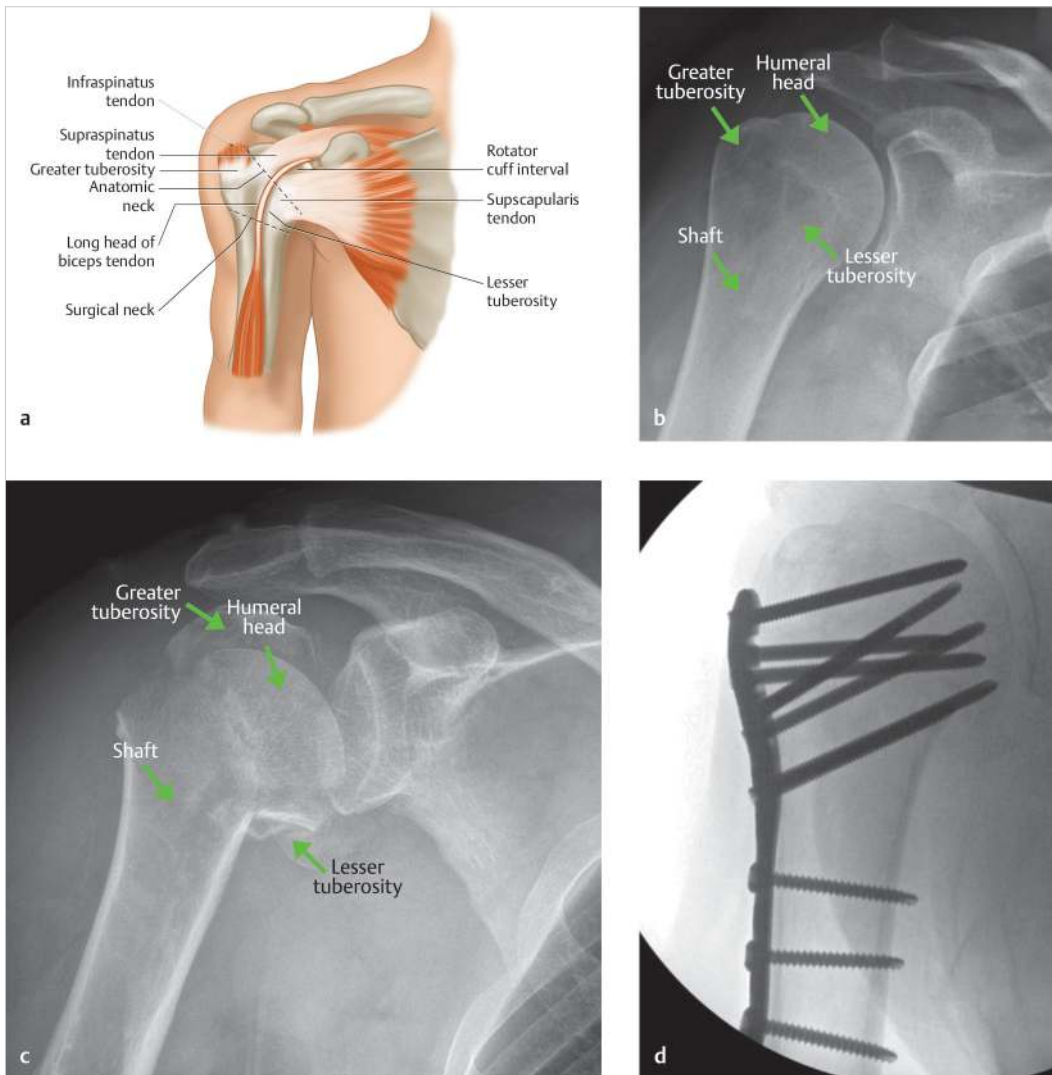 Infraspinatus
tendon
Supraspinatus
tendon
Greater tuberosity
Anatomic
neck
Long head of
biceps tendon
Surgical neck
Rotator
cuff interval
Supscapularis
tendon
Lesser
tuberosity
a
Greater
tuberosity
Humeral
head
Shaft
Lesser
tuberosity
b
Greater
tuberosity
Humeral
head
Shaft
Lesser
tuberosity
c
d